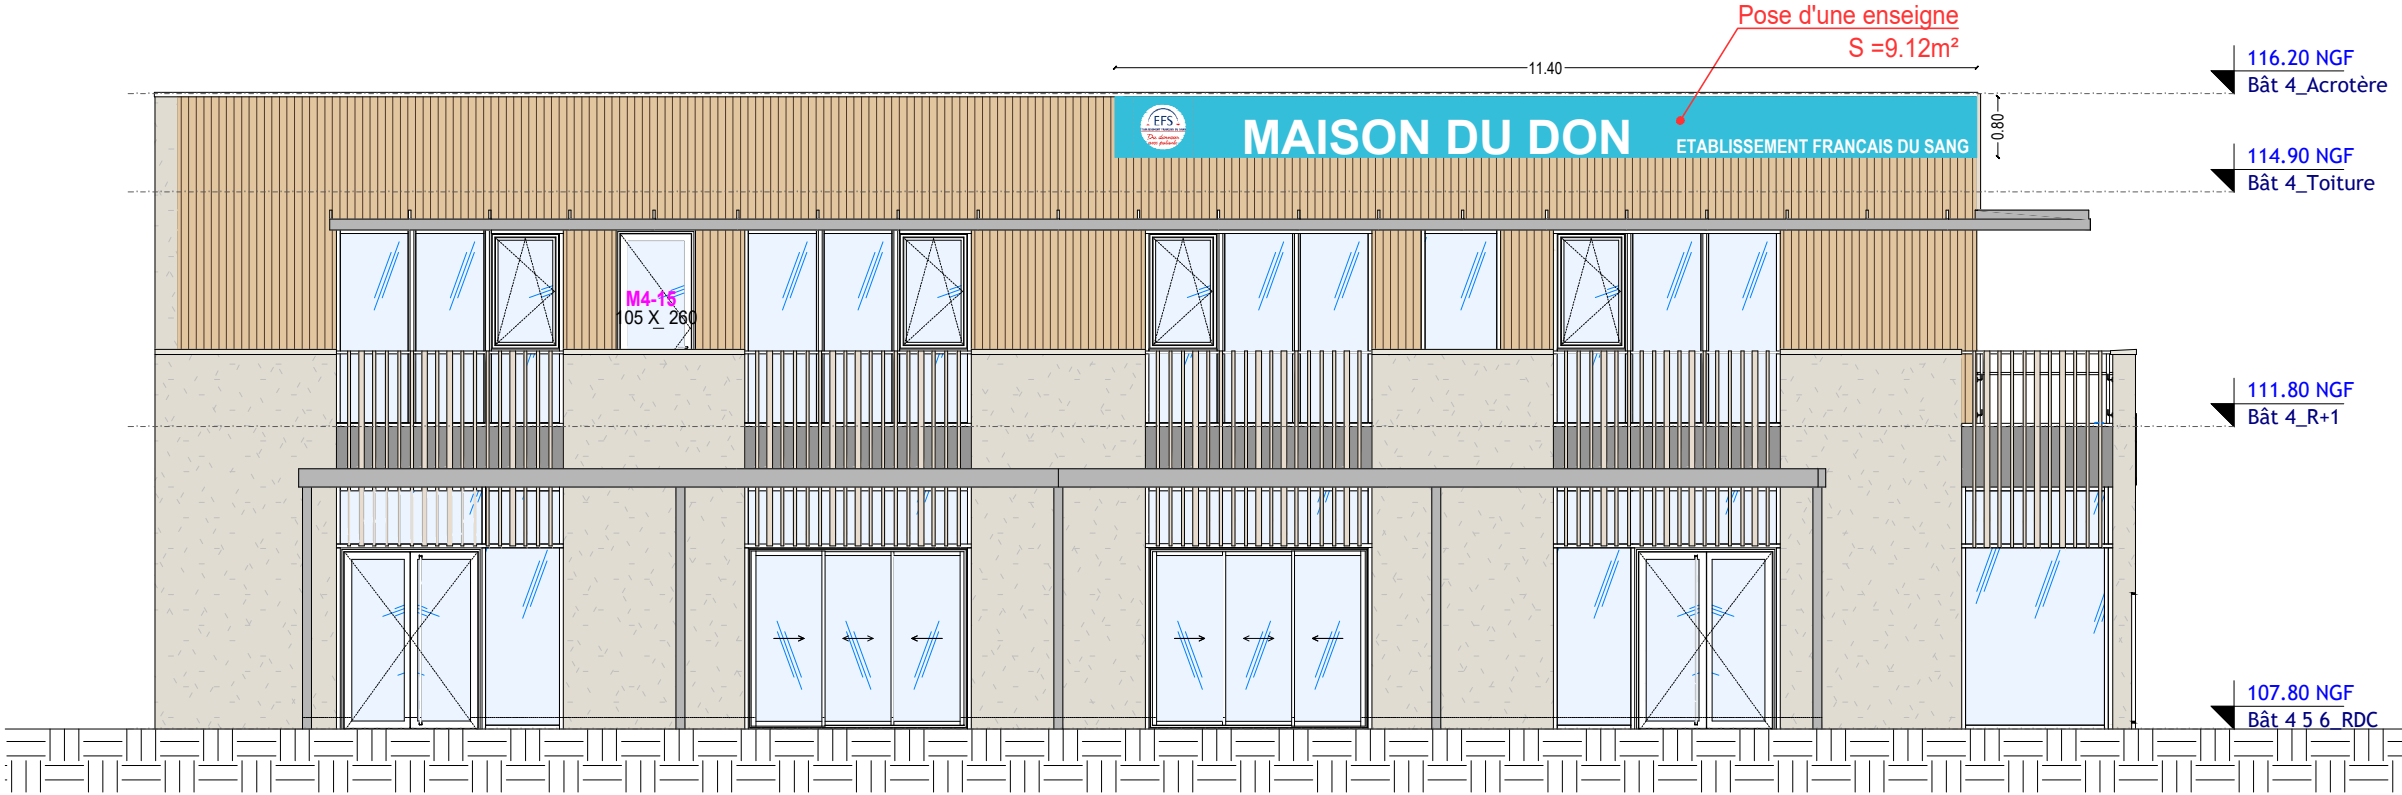 Pose d'une enseigne
S =9.12m²
11.40
116.20 NGF
Bât 4_Acrotère
EFS
MAISON DU DON
ETABLISSEMENT FRANCAIS DU SANG
0.80
114.90 NGF
Bât 4_Toiture
M4-15
105 X_ 260
111.80 NGF
Bât 4_R+1
107.80 NGF
Bât 4 5 6_RDC